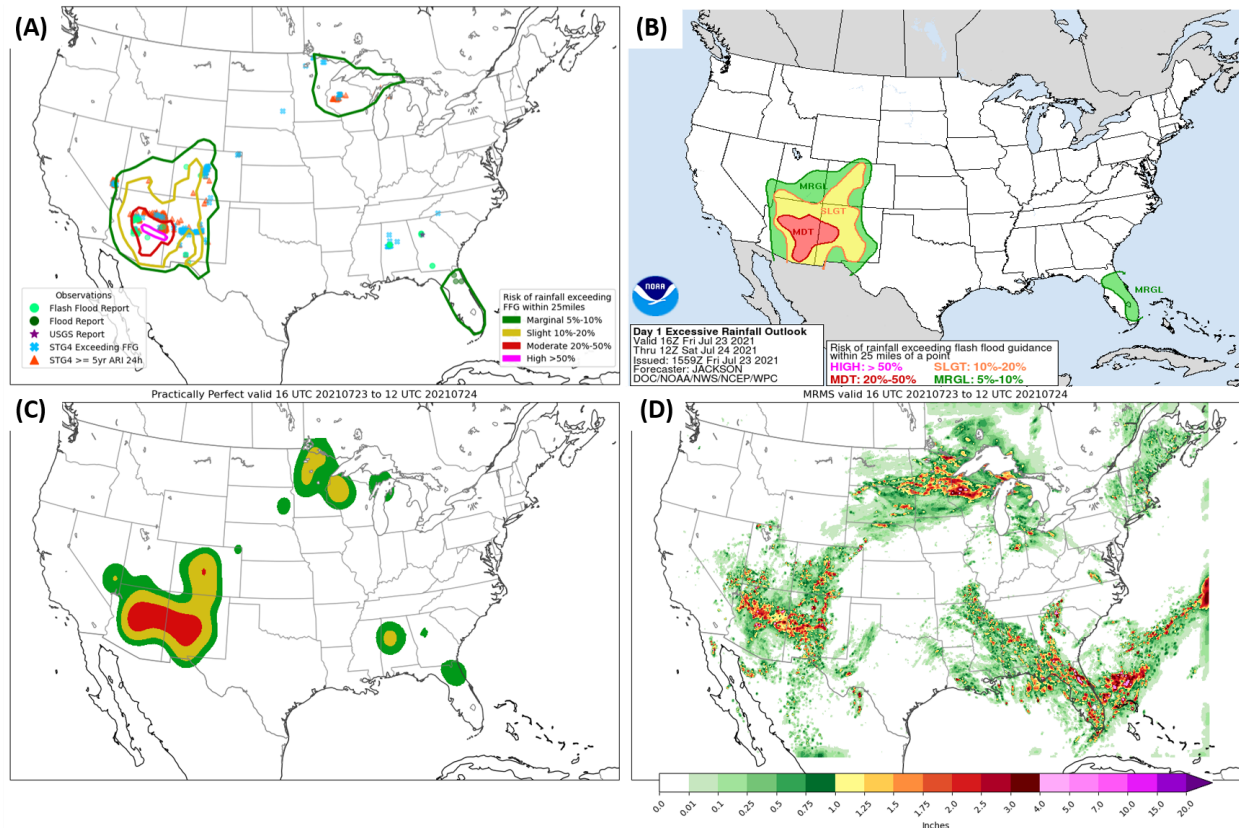 (A)
Observations
Flash Flood Report
Flood Report
USGS Report
STG4 Exceeding FFG
STG4 >= 5yr ARI 24h
Risk of rainfall exceeding
FFG within 25miles
Marginal 5%-10%
Slight 10%-20%
Moderate 20%-50%
High >50%
(B)
MRGL
SLGT
MDT
MRGL
NOAA
Day 1 Excessive Rainfall Outlook
Valid 16Z Fri Jul 23 2021
Thru 12Z Sat Jul 24 2021
Issued: 1559Z Fri Jul 23 2021
Forecaster: JACKSON
DOC/NOAA/NWS/NCEP/WPC
Risk of rainfall exceeding flash flood guidance
within 25 miles of a point
HIGH: > 50% SLGT: 10%-20%
MDT: 20%-50% MRGL: 5%-10%
Practically Perfect valid 16 UTC 20210723 to 12 UTC 20210724
(C)
MRMS valid 16 UTC 20210723 to 12 UTC 20210724
(D)
0.0 0.01 0.1 0.25 0.5 0.75 1.0 1.25 1.5 1.75 2.0 2.5 3.0 4.0 5.0 7.0 10.0 15.0 20.0
Inches